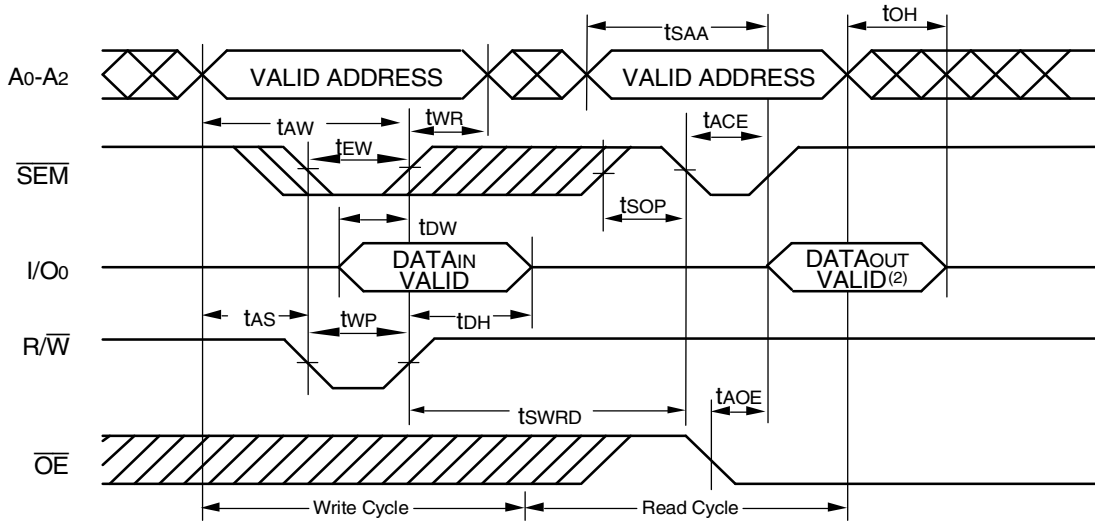 tSAA
tOH
A0-A2
VALID ADDRESS
VALID ADDRESS
tAW
tWR
tACE
tEW
SEM
tSOP
tDW
I/O0
DATAIN
VALID
DATAOUT
VALID(2)
tAS
tWP
tDH
R/W
tSWRD
tAOE
OE
Write Cycle
Read Cycle